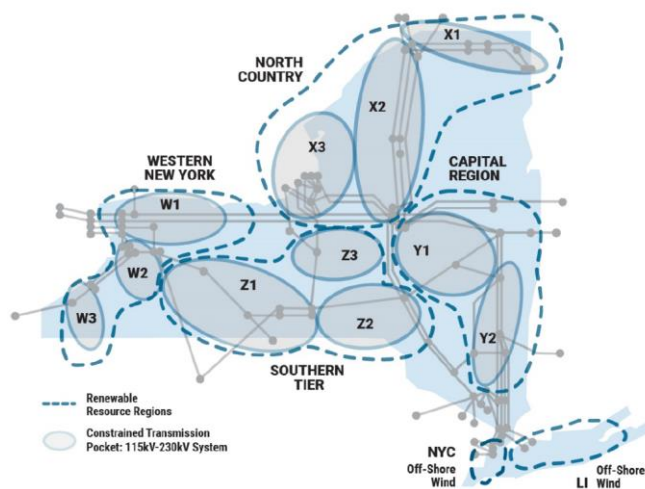 X1
NORTH
COUNTRY
X2
X3
WESTERN
NEW YORK
CAPITAL
REGION
W1
W2
W3
Z3
Y1
Z1
Z2
Y2
SOUTHERN
TIER
Renewable
Resource Regions
Constrained Transmission
Pocket: 115kV-230kV System
NYC
Off-Shore
Wind
LI Off-Shore
Wind